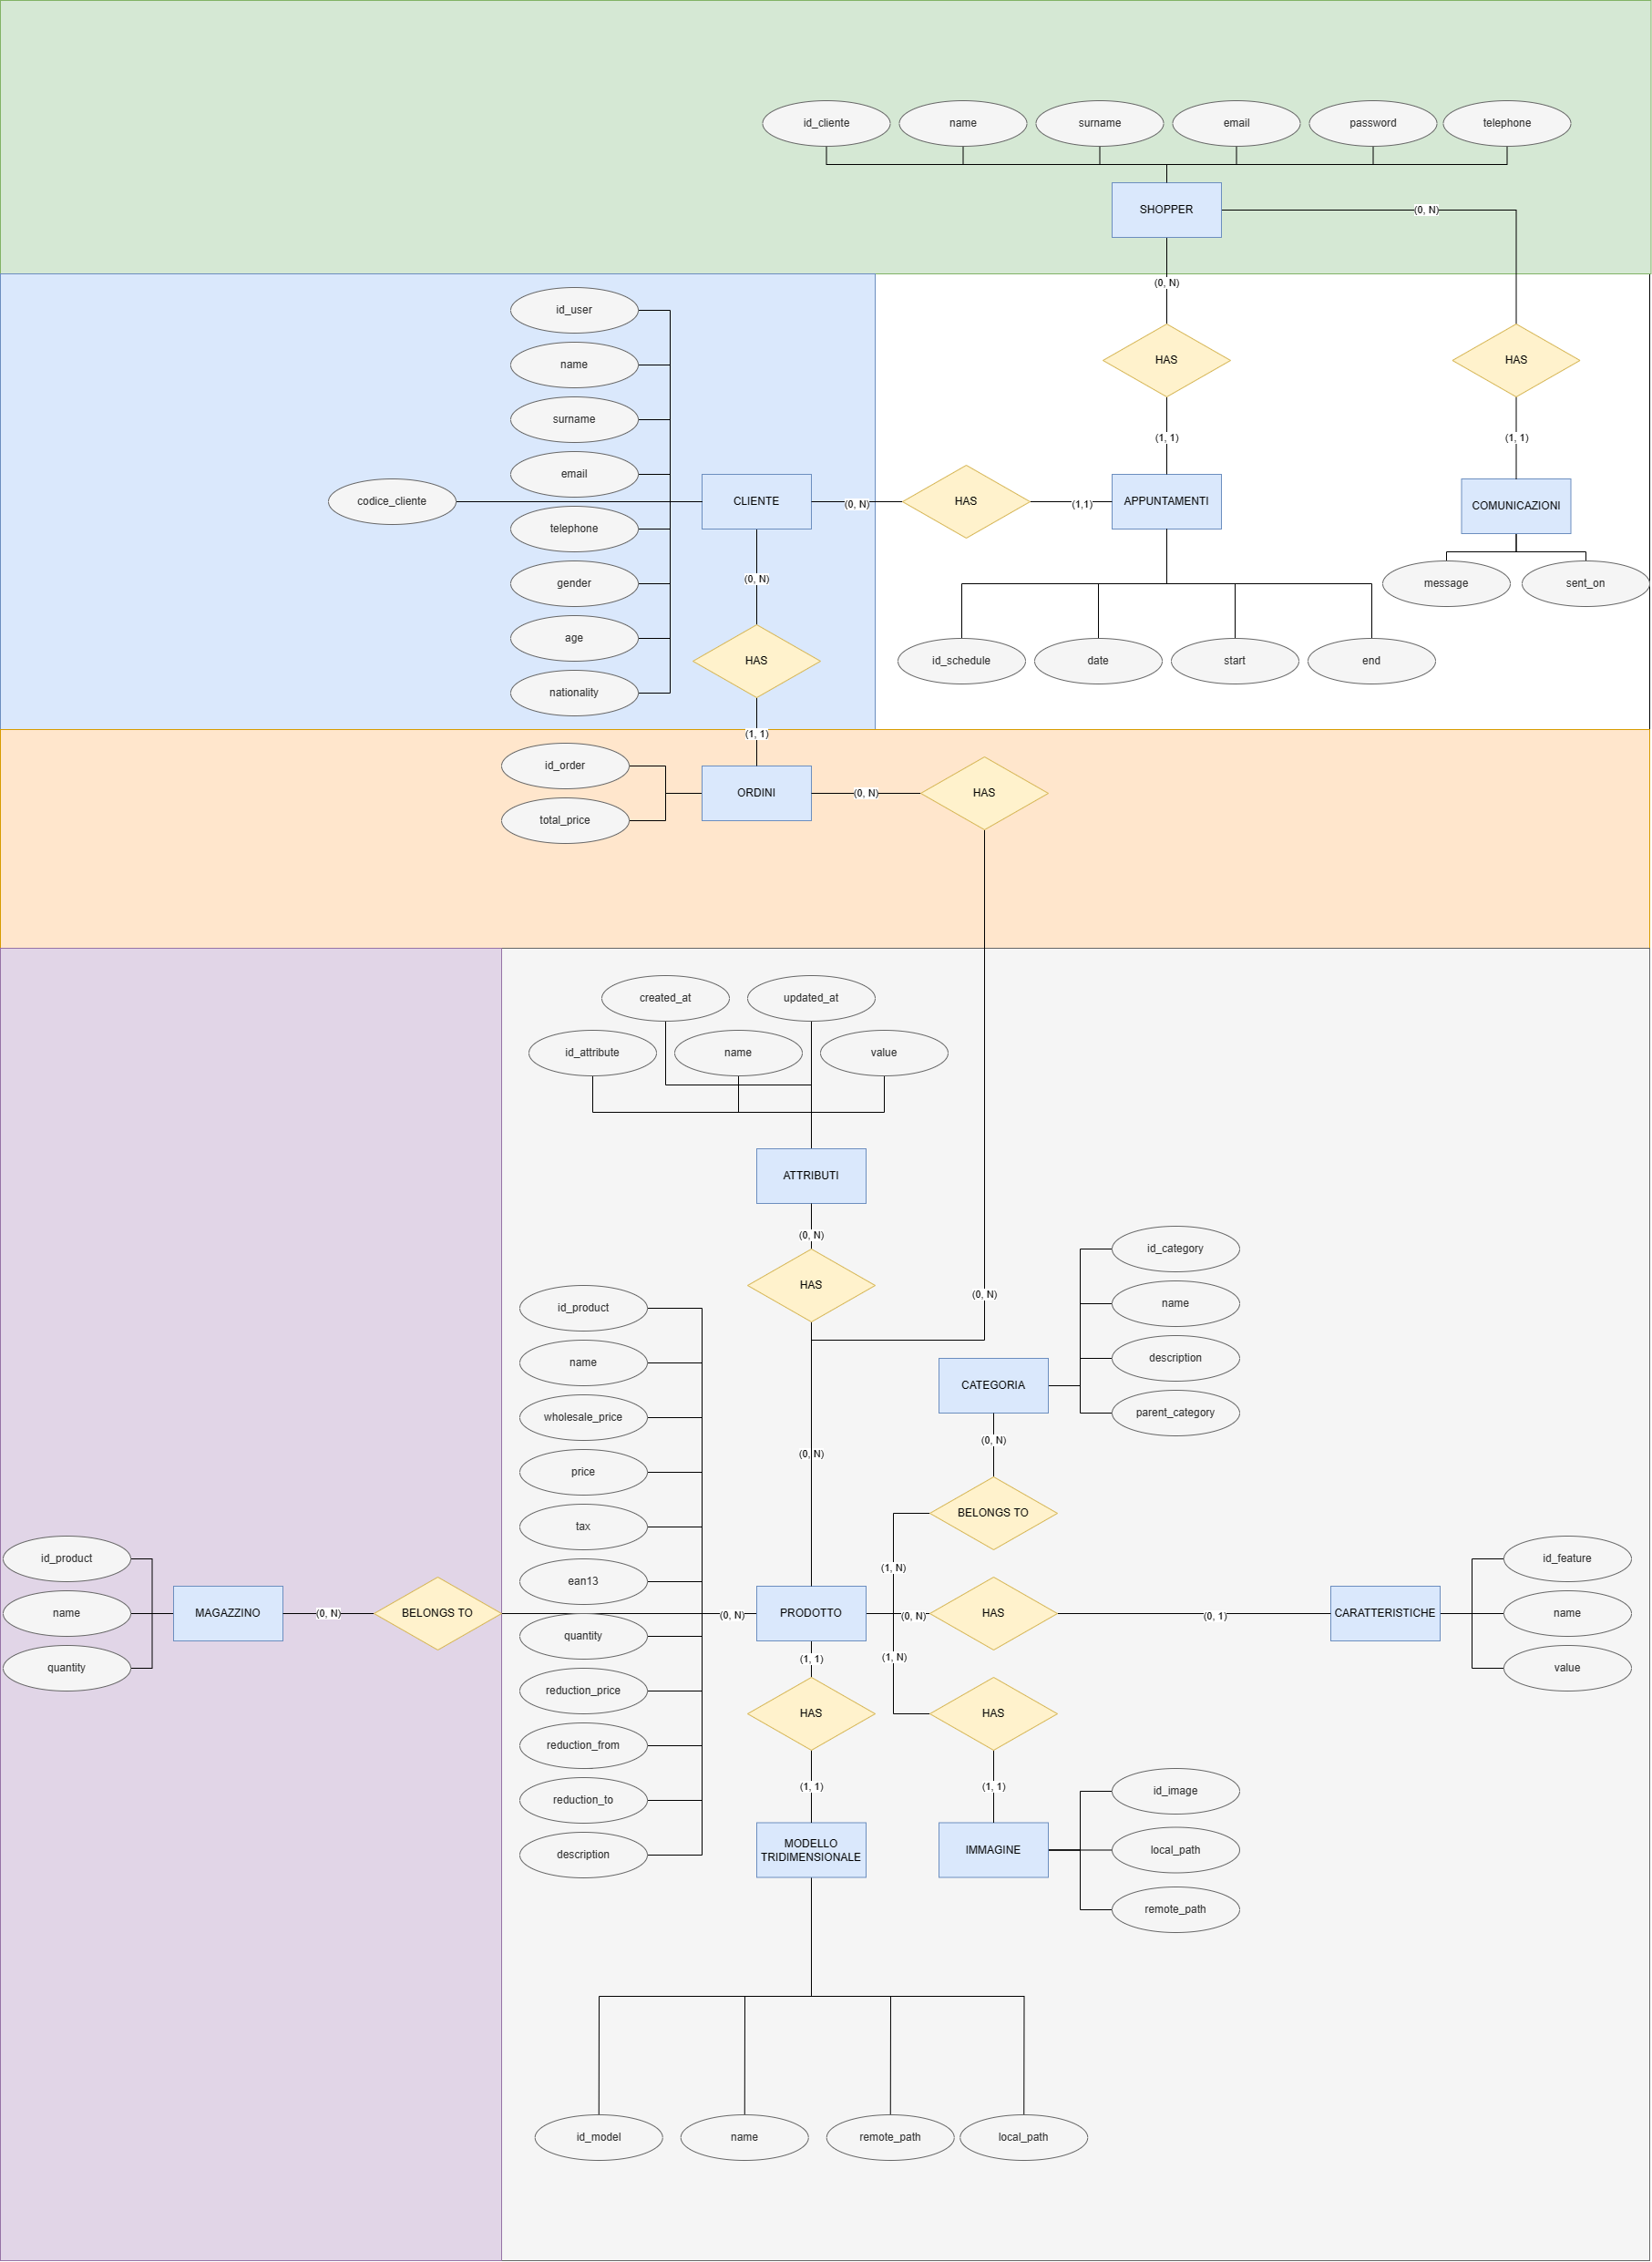 id_cliente
name
surname
email
password
telephone
SHOPPER
(0, N)
(0, N)
id_user
name
surname
email
codice_cliente
telephone
gender
age
nationality
CLIENTE
(0, N)
HAS
(1,1)
HAS
(1, 1)
APPUNTAMENTI
HAS
(1, 1)
COMUNICAZIONI
message
sent_on
id_schedule
date
start
end
(0, N)
HAS
(1, 1)
id_order
total_price
ORDINI
(0, N)
HAS
created_at
updated_at
id_attribute
name
value
ATTRIBUTI
(0, N)
HAS
(0, N)
(0, N)
id_product
name
wholesale_price
price
tax
ean13
quantity
reduction_price
reduction_from
reduction_to
description
CATEGORIA
id_category
name
description
parent_category
(0, N)
BELONGS TO
(1, N)
id_product
name
quantity
MAGAZZINO
(0, N)
BELONGS TO
(0, N)
PRODOTTO
(0, N)
HAS
(0, 1)
CARATTERISTICHE
id_feature
name
value
(1, 1)
HAS
(1, 1)
(1, N)
HAS
(1, 1)
MODELLO
TRIDIMENSIONALE
IMMAGINE
id_image
local_path
remote_path
id_model
name
remote_path
local_path